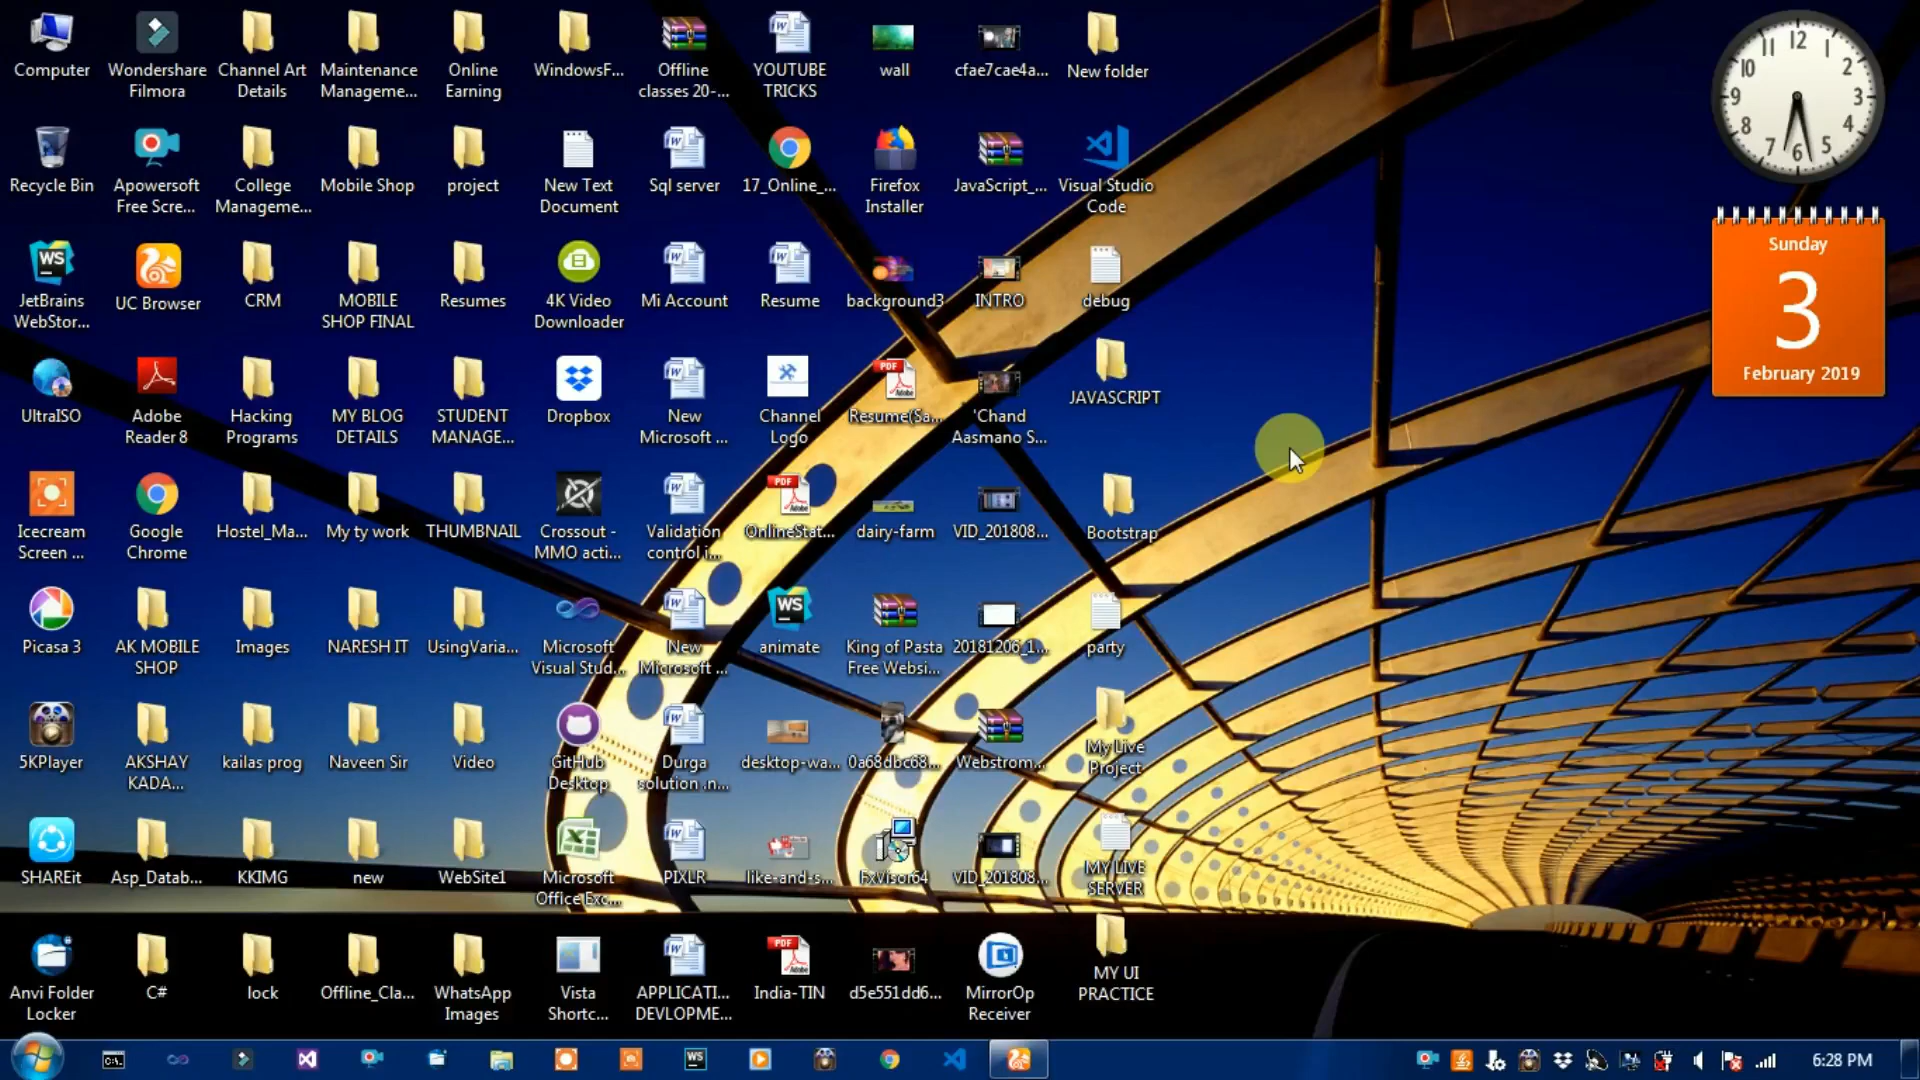 Computer
Wondershare
Filmora
Channel Art
Details
Maintenance
Manageme...
Online
Earning
WindowsF...
Offline
classes 20-...
YOUTUBE
TRICKS
wall
cfae7cae4a...
New folder
Recycle Bin
Apowersoft
Free Scre...
College
Manageme...
Mobile Shop
project
New Text
Document
Sql server
17_Online_...
Firefox
Installer
JavaScript_...
Visual Studio
Code
JetBrains
WebStor...
UC Browser
CRM
MOBILE
SHOP FINAL
Resumes
4K Video
Downloader
Mi Account
Resume
background3
INTRO
debug
UltraISO
Adobe
Reader 8
Hacking
Programs
MY BLOG
DETAILS
STUDENT
MANAGE...
Dropbox
New
Microsoft ...
Channel
Logo
Resume(Sa...
'Chand
Aasmano S...
JAVASCRIPT
Icecream
Screen ...
Google
Chrome
Hostel_Ma...
My ty work
THUMBNAIL
Crossout -
MMO acti...
Validation
control i...
OnlineStat...
dairy-farm
VID_201808...
Bootstrap
Picasa 3
AK MOBILE
SHOP
Images
NARESH IT
UsingVaria...
Microsoft
Visual Stud...
New
Microsoft ...
animate
King of Pasta
Free Websi...
20181206_1...
party
5KPlayer
AKSHAY
KADA...
kailas prog
Naveen Sir
Video
GitHub
Desktop
Durga
solution .n...
desktop-wa...
0a68dbc68...
Webstrom...
My Live
Project
SHAREit
Asp_Datab...
KKIMG
new
WebSite1
Microsoft
Office Exc...
PIXLR
like-and-s...
FxVisor64
VID_201808...
MY LIVE
SERVER
Anvi Folder
Locker
C#
lock
Offline_Cla...
WhatsApp
Images
Vista
Shortc...
APPLICATI...
DEVLOPME...
India-TIN
d5e551dd6...
MirrorOp
Receiver
MY UI
PRACTICE
12
1
2
3
4
5
6
7
8
9
10
11
Sunday
3
February 2019
WS
PDF
Adobe
PDF
Adobe
WS
PDF
Adobe
C:\
WS
6:28 PM